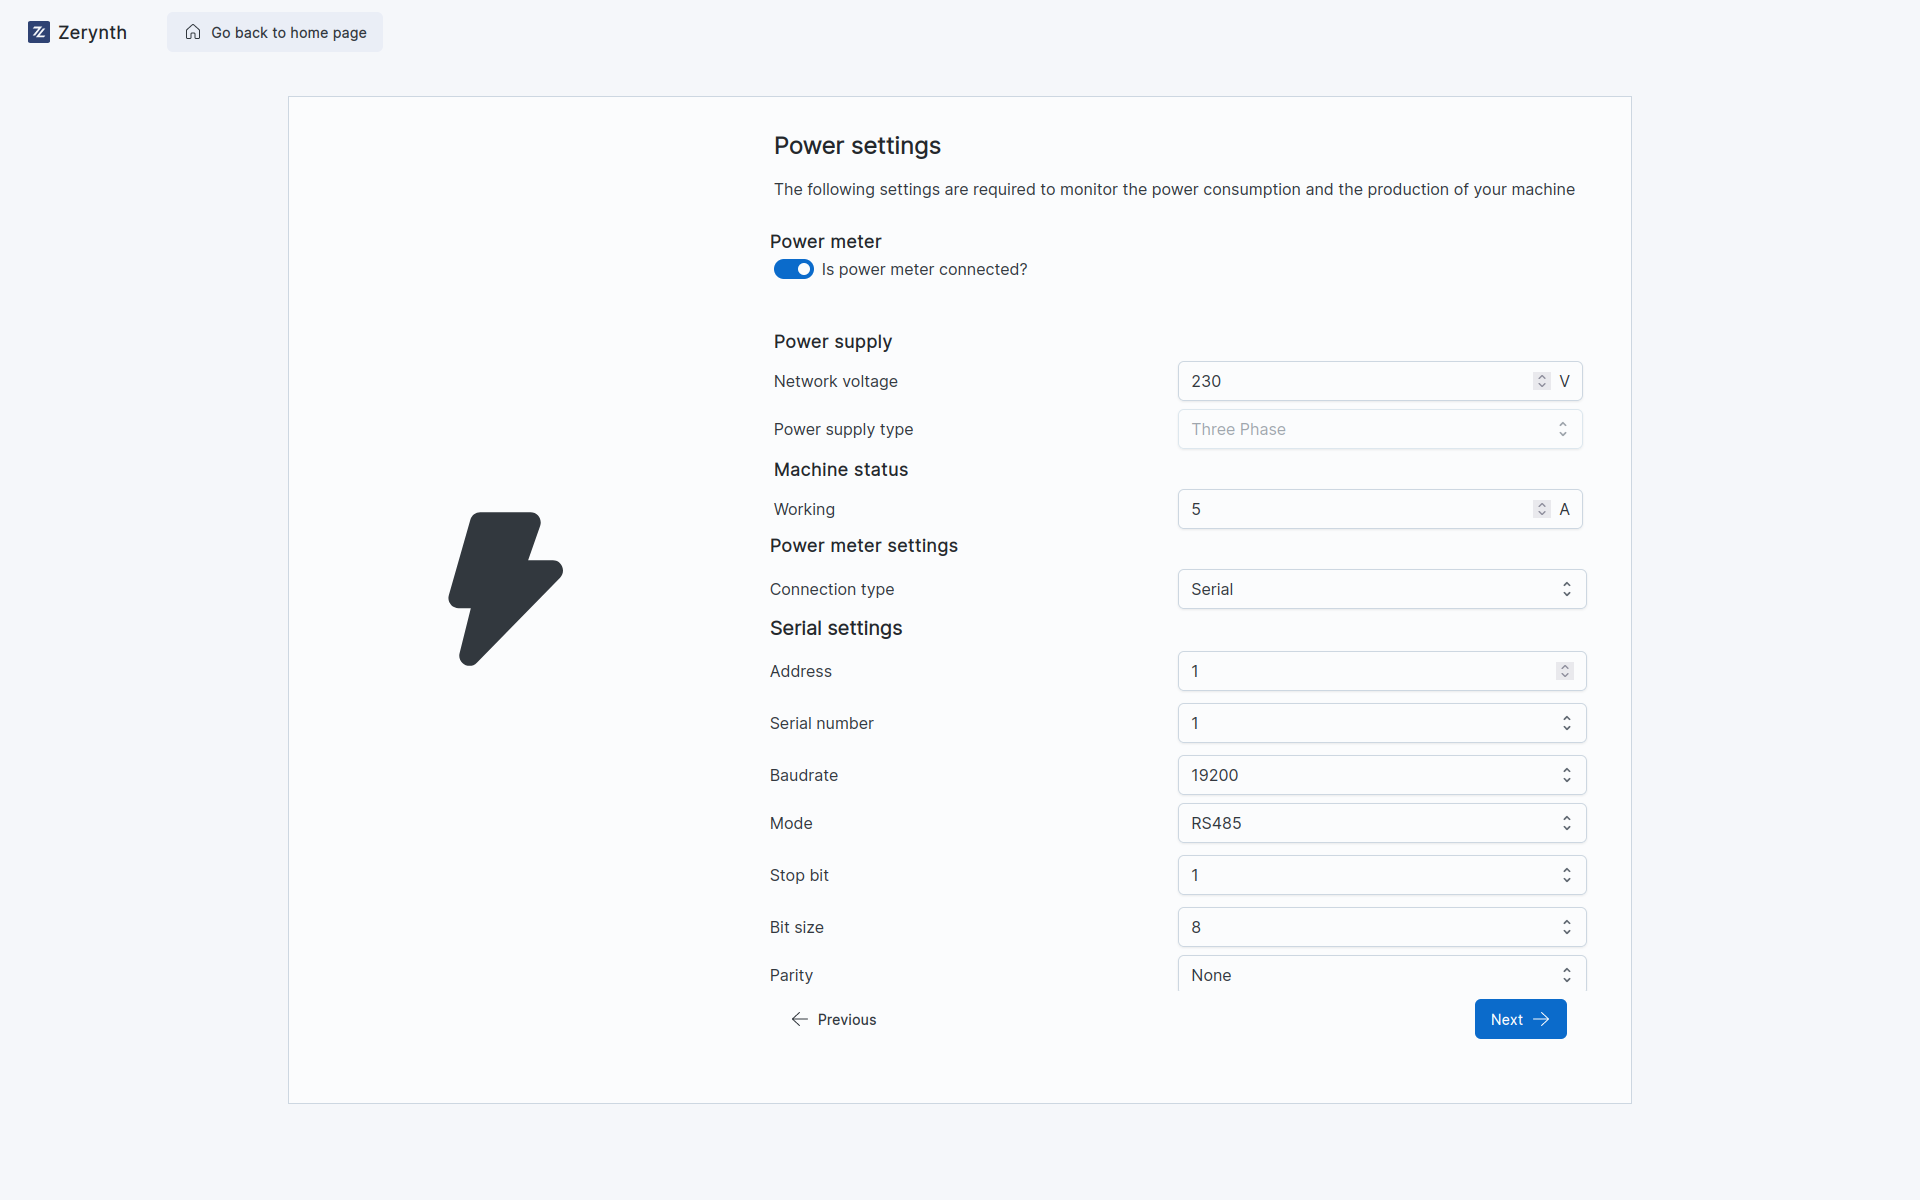 Zerynth
Go back to home page
Power settings
The following settings are required to monitor the power consumption and the production of your machine
Power meter
Is power meter connected?
Power supply
Network voltage
230 V
Power supply type
Three Phase
Machine status
Working
5 A
Power meter settings
Connection type
Serial
Serial settings
Address
1
Serial number
1
Baudrate
19200
Mode
RS485
Stop bit
1
Bit size
8
Parity
None
Previous
Next